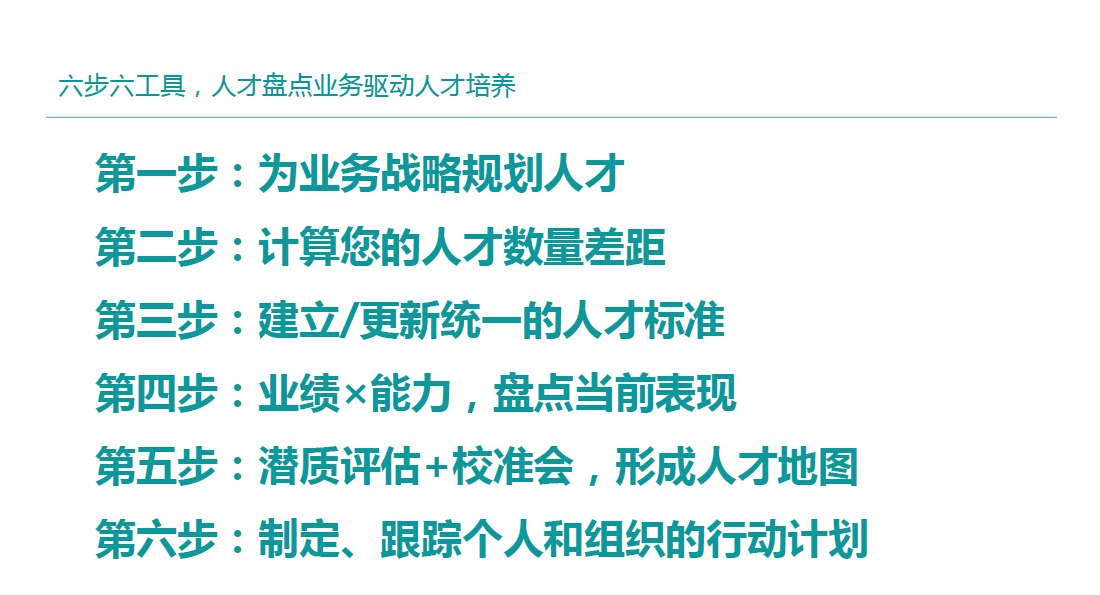 六步六工具，人才盘点业务驱动人才培养
第一步：为业务战略规划人才
第二步：计算您的人才数量差距
第三步：建立/更新统一的人才标准
第四步：业绩×能力，盘点当前表现
第五步：潜质评估+校准会，形成人才地图
第六步：制定、跟踪个人和组织的行动计划